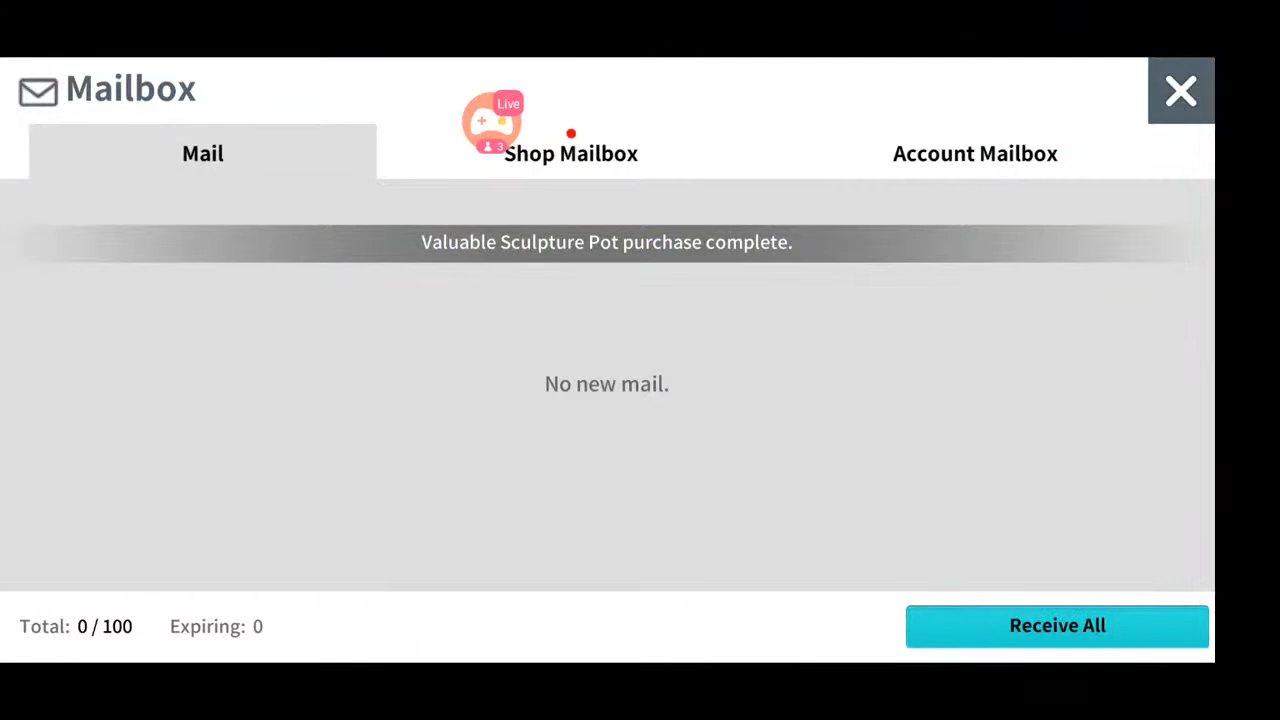 Mailbox
Live
3
Mail
Shop Mailbox
Account Mailbox
Valuable Sculpture Pot purchase complete.
No new mail.
Total: 0 / 100 Expiring: 0
Receive All